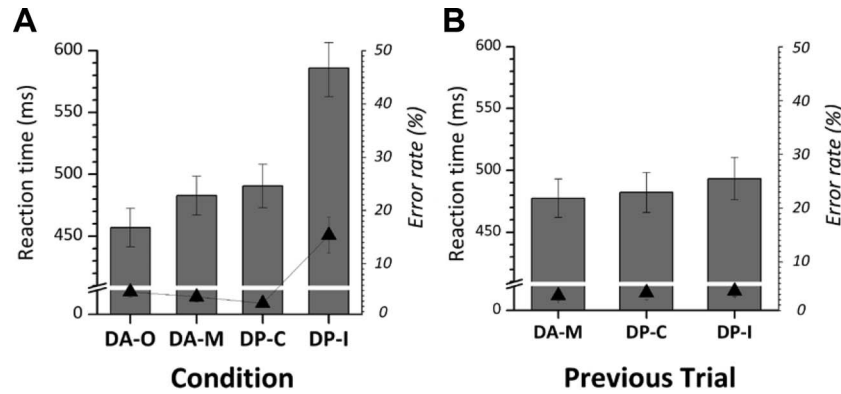 A
Reaction time (ms)
600
550
500
450
0
50
40
30
20
10
0
Error rate (%)
DA-O DA-M DP-C DP-I
Condition
B
Reaction time (ms)
600
550
500
450
0
50
40
30
20
10
0
Error rate (%)
DA-M DP-C DP-I
Previous Trial